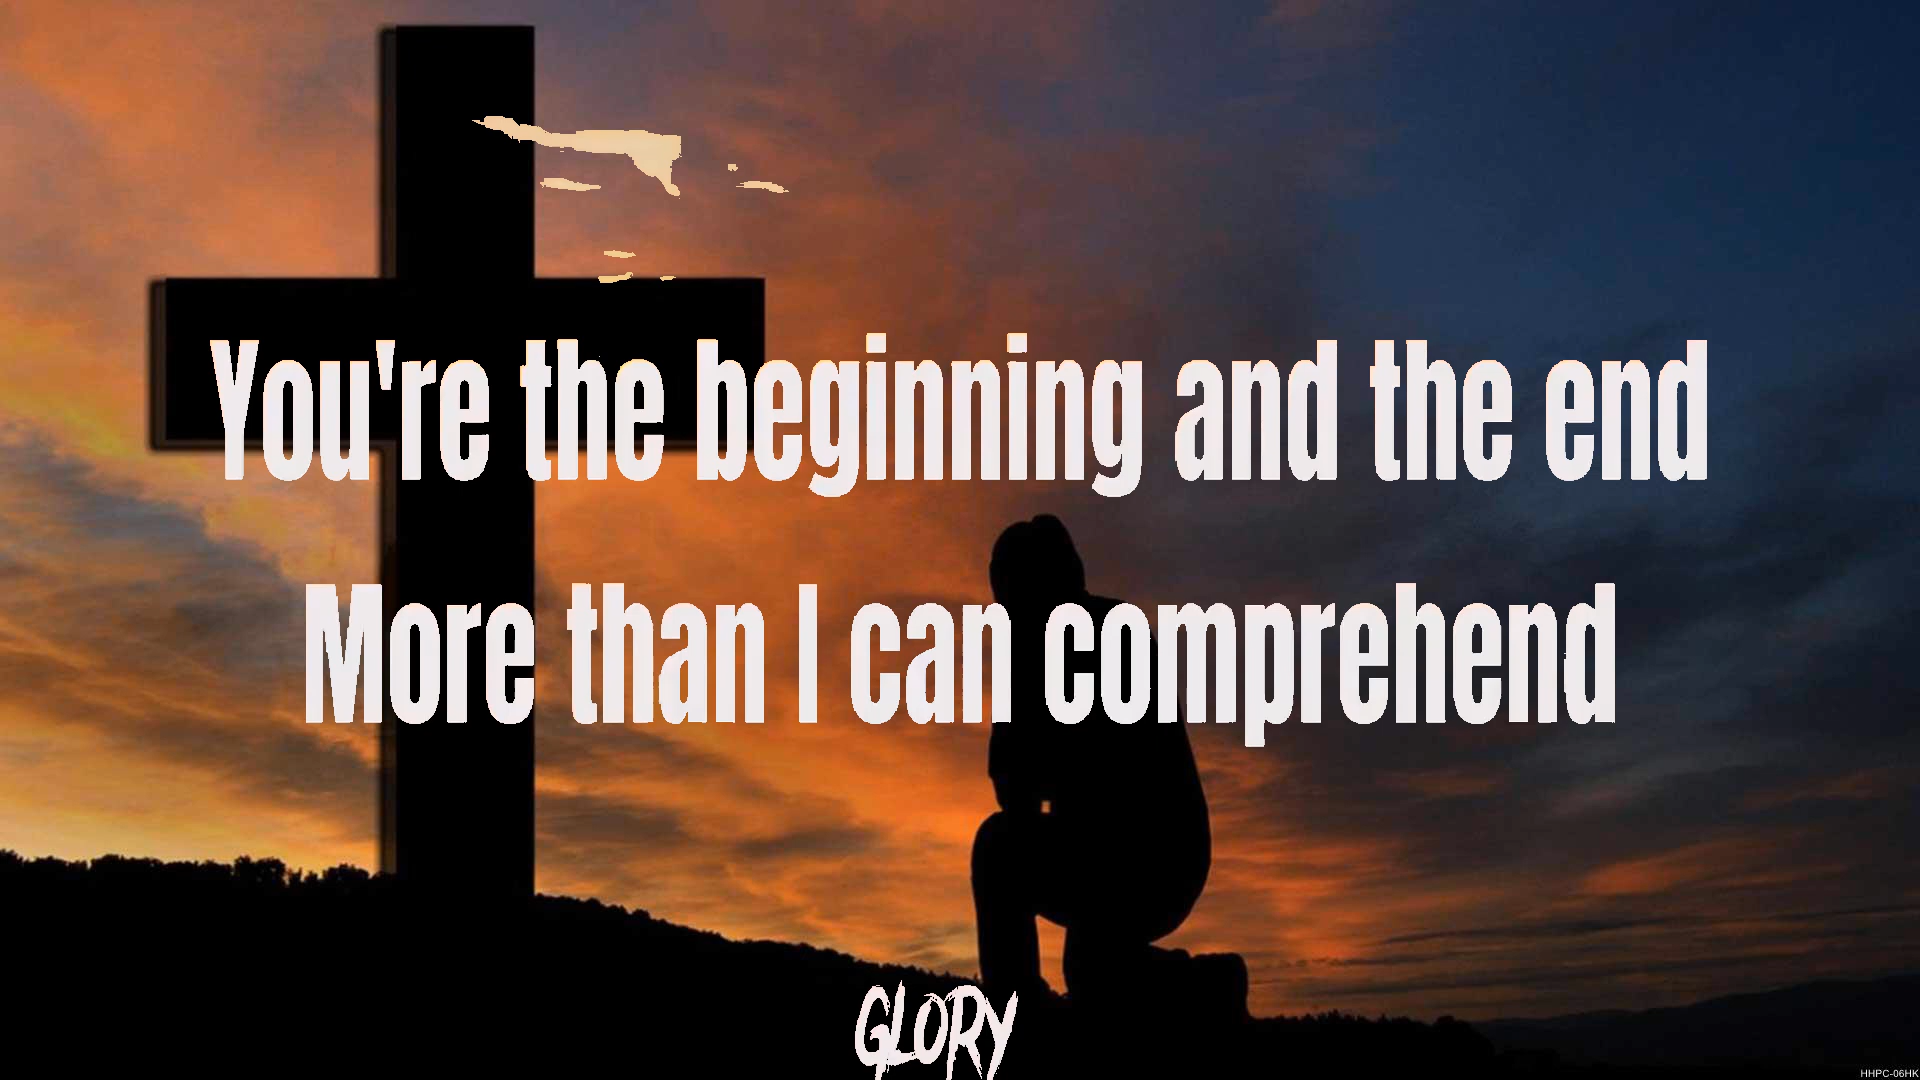 You're the beginning and the end
More than I can comprehend
GLORY
HHPC-06HK